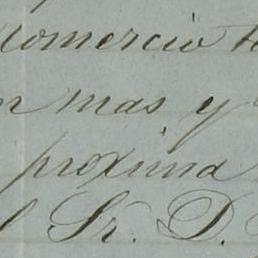 Comercio
mas y
proxima
Sr. D.